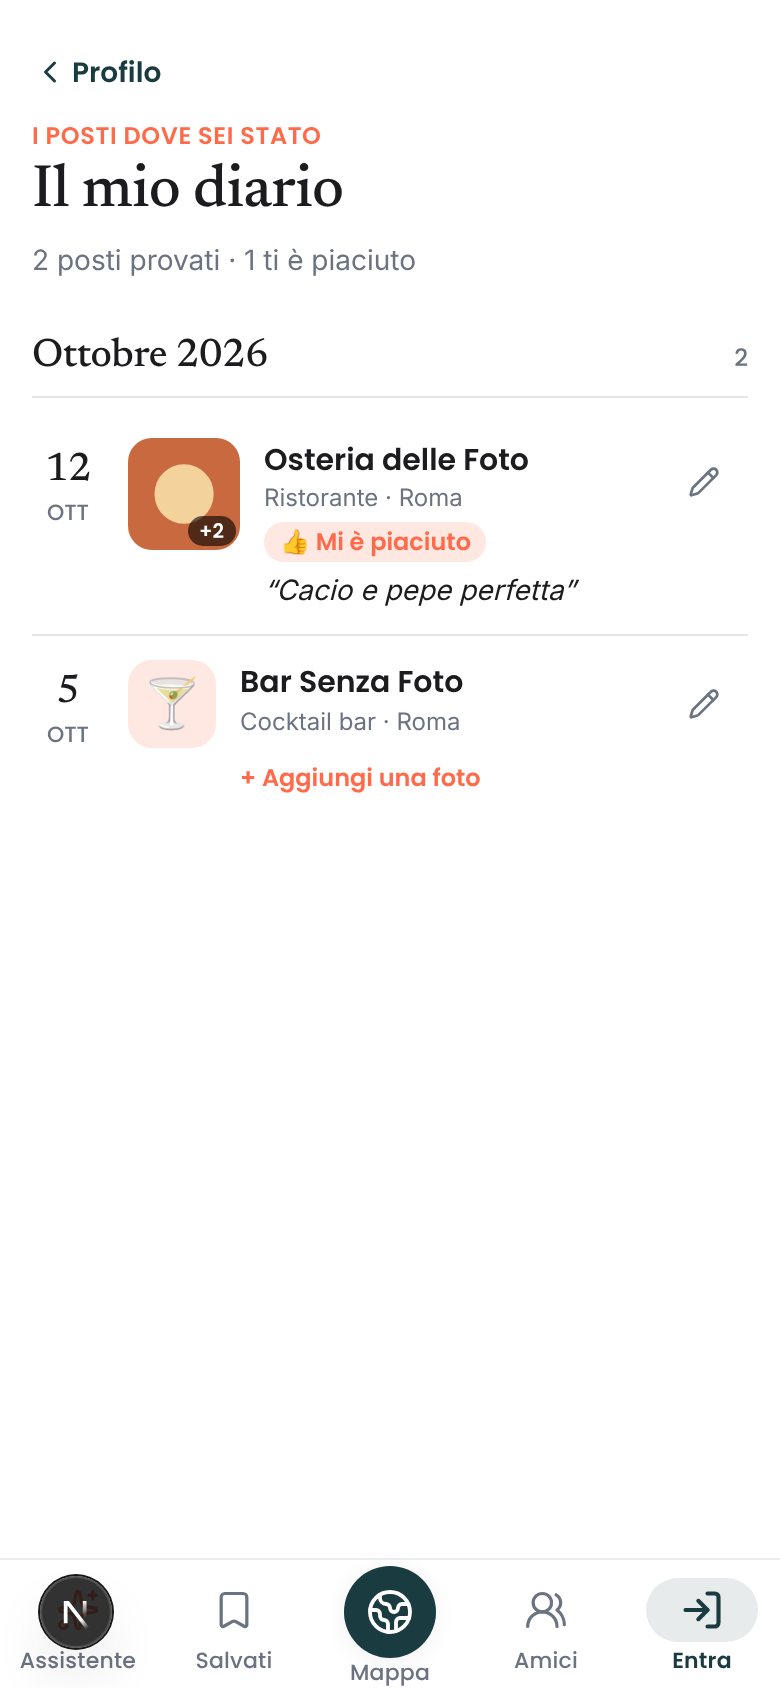 Profilo
I POSTI DOVE SEI STATO
Il mio diario
2 posti provati · 1 ti è piaciuto
Ottobre 2026
2
12
OTT
+2
Osteria delle Foto
Ristorante · Roma
👍 Mi è piaciuto
“Cacio e pepe perfetta”
5
OTT
Bar Senza Foto
Cocktail bar · Roma
+ Aggiungi una foto
N
Assistente
Salvati
Mappa
Amici
Entra